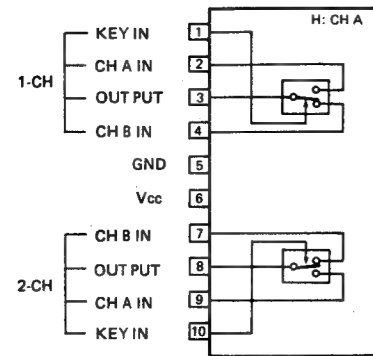 H: CH A
1-CH
KEY IN 1
CH A IN 2
OUT PUT 3
CH B IN 4
GND 5
Vcc 6
2-CH
CH B IN 7
OUT PUT 8
CH A IN 9
KEY IN 10